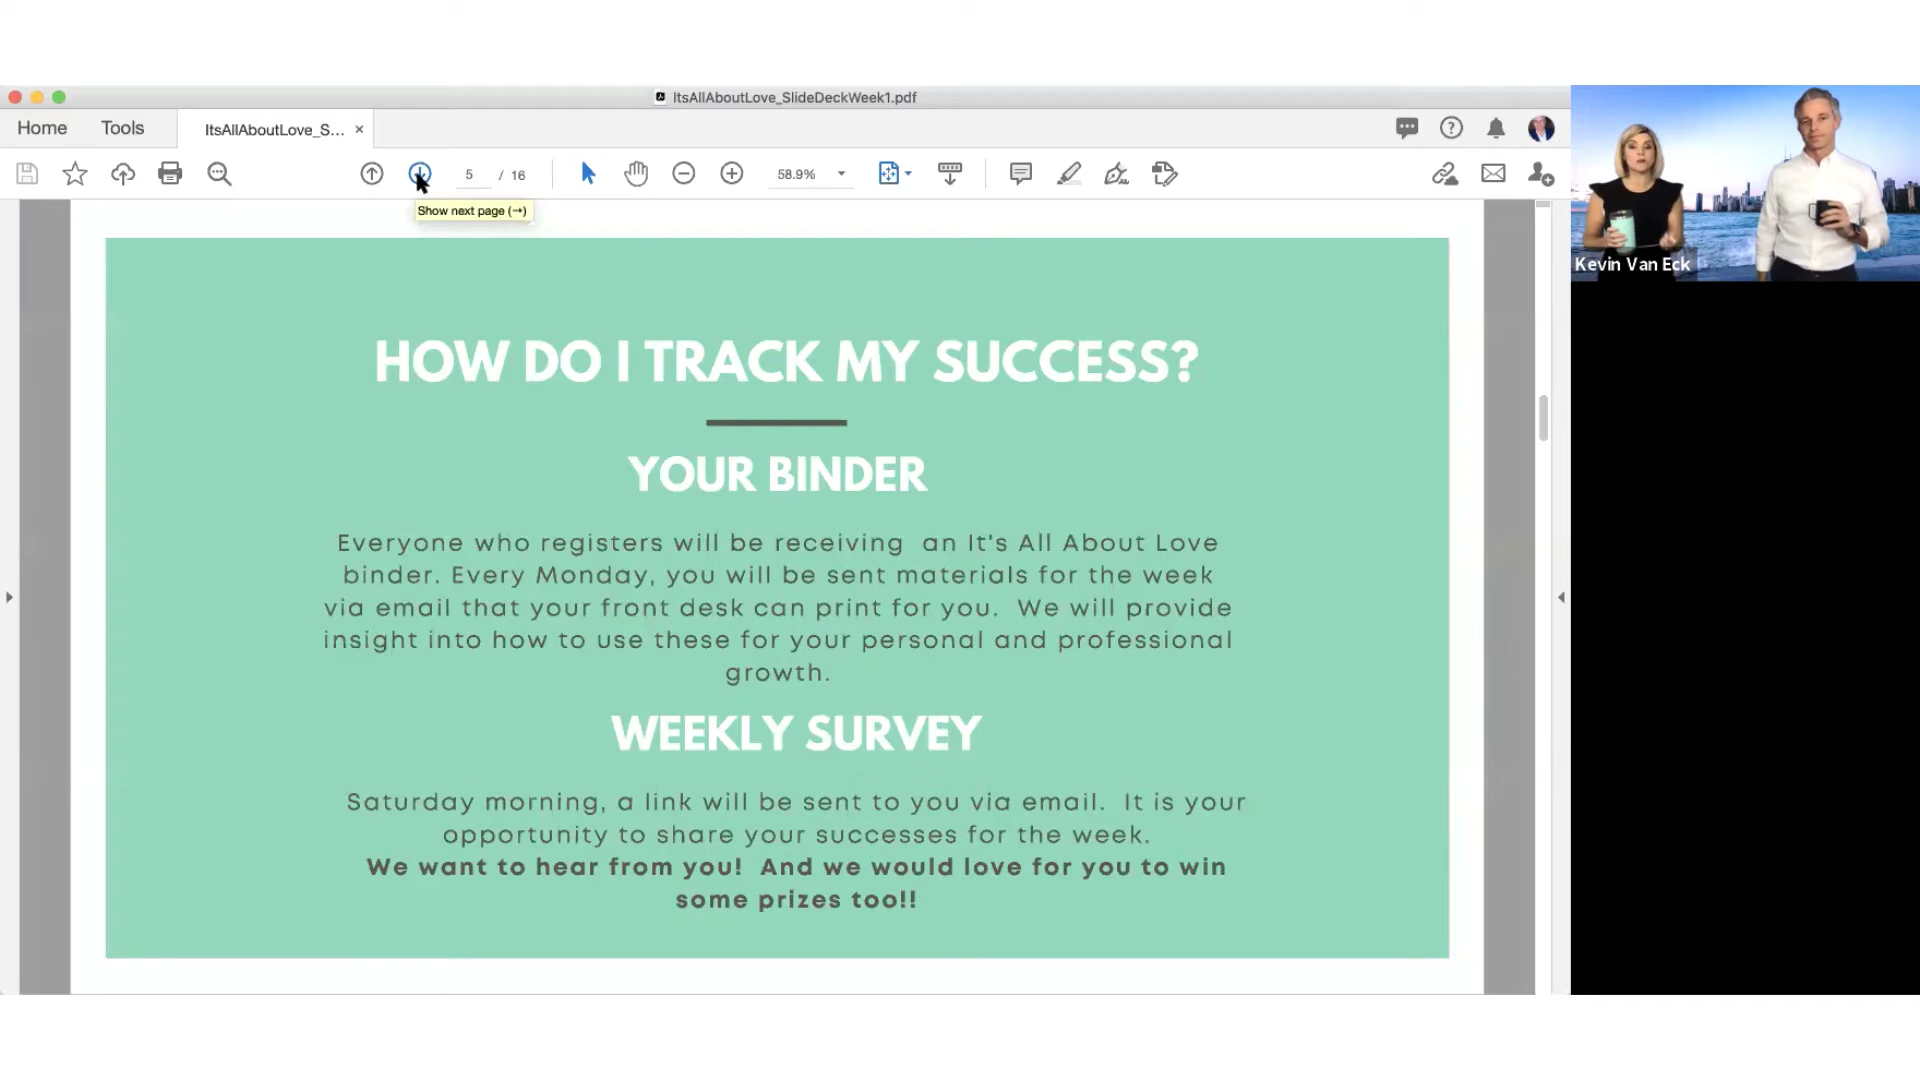 ItsAllAboutLove_SlideDeckWeek1.pdf
Home
Tools
ItsAllAboutLove_S...
5 / 16
58.9%
Show next page (→)
Kevin Van Eck
HOW DO I TRACK MY SUCCESS?
YOUR BINDER
Everyone who registers will be receiving  an It's All About Love
binder. Every Monday, you will be sent materials for the week
via email that your front desk can print for you.  We will provide
insight into how to use these for your personal and professional
growth.
WEEKLY SURVEY
Saturday morning, a link will be sent to you via email.  It is your
opportunity to share your successes for the week.
We want to hear from you!  And we would love for you to win
some prizes too!!